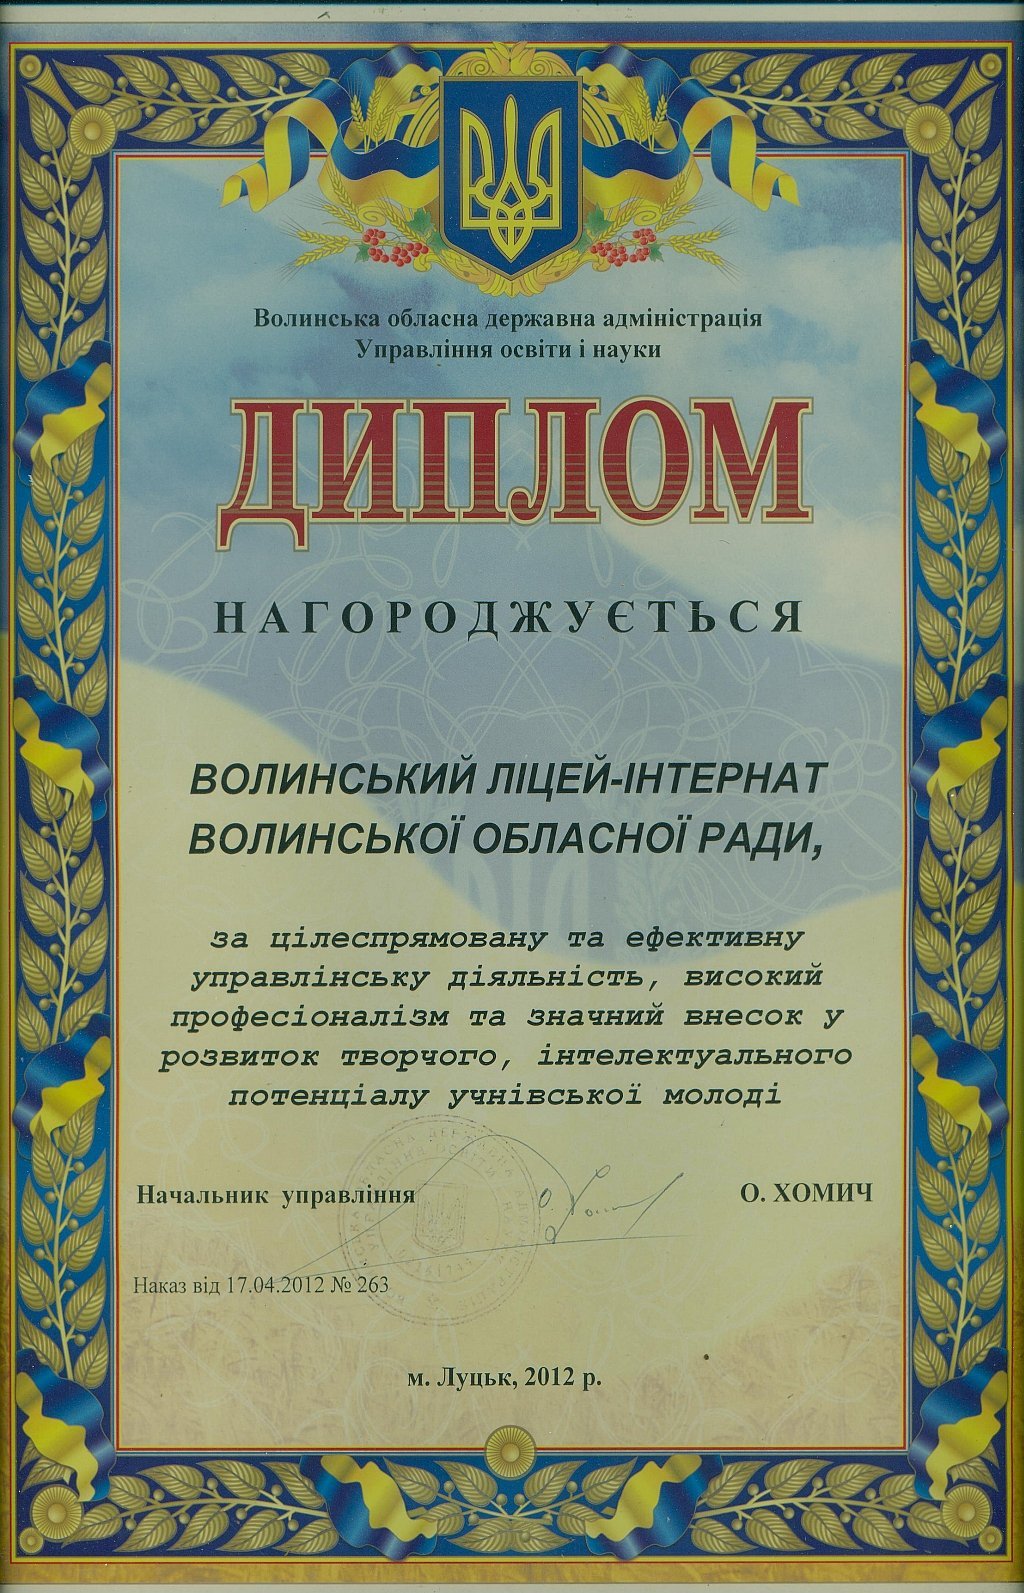 Волинська обласна державна адміністрація
Управління освіти і науки
ДИПЛОМ
НАГОРОДЖУЄТЬСЯ
ВОЛИНСЬКИЙ ЛІЦЕЙ-ІНТЕРНАТ
ВОЛИНСЬКОЇ ОБЛАСНОЇ РАДИ,
за цілеспрямовану та ефективну
управлінську діяльність, високий
професіоналізм та значний внесок у
розвиток творчого, інтелектуального
потенціалу учнівської молоді
Начальник управління
О. ХОМИЧ
Наказ від 17.04.2012 № 263
м. Луцьк, 2012 р.